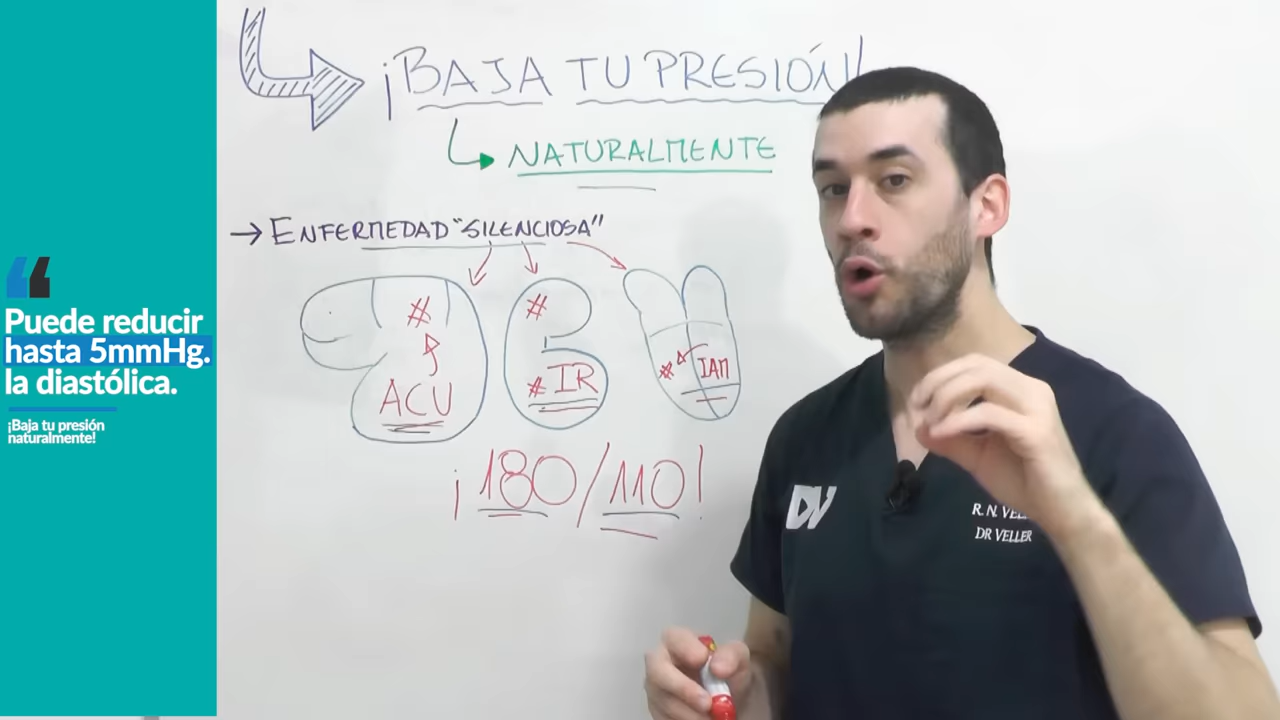 ¡BAJA TU PRESIÓN!
NATURALMENTE
→ ENFERMEDAD "SILENCIOSA"
# # 
ACU
# IR
# IAM
¡180/110!
“
Puede reducir
hasta 5mmHg.
la diastólica.
¡Baja tu presión
naturalmente!
DV
R. N. VEL
DR VELLER